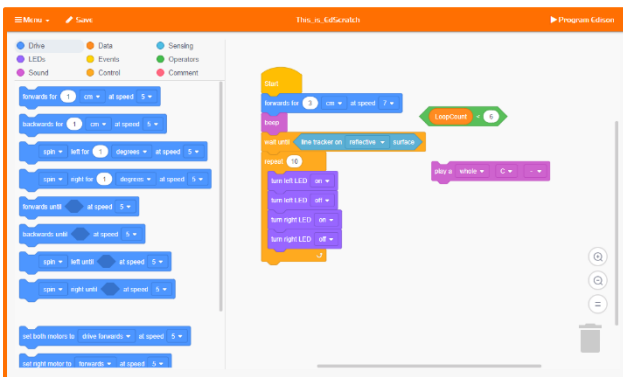 Menu Save This_is_EdScratch Program Edison
Drive Data Sensing
LEDs Events Operators
Sound Control Comment
forwards for 1 cm at speed 5
backwards for 1 cm at speed 5
spin left for 1 degrees at speed 5
spin right for 1 degrees at speed 5
forwards until at speed 5
backwards until at speed 5
spin left until at speed 5
spin right until at speed 5
set both motors to drive forwards at speed 5
set right motor to forwards at speed 5
Start
forwards for 3 cm at speed 7
beep
wait until line tracker on reflective surface
repeat 10
turn left LED on
turn left LED off
turn right LED on
turn right LED off
LoopCount < 6
play a whole C -